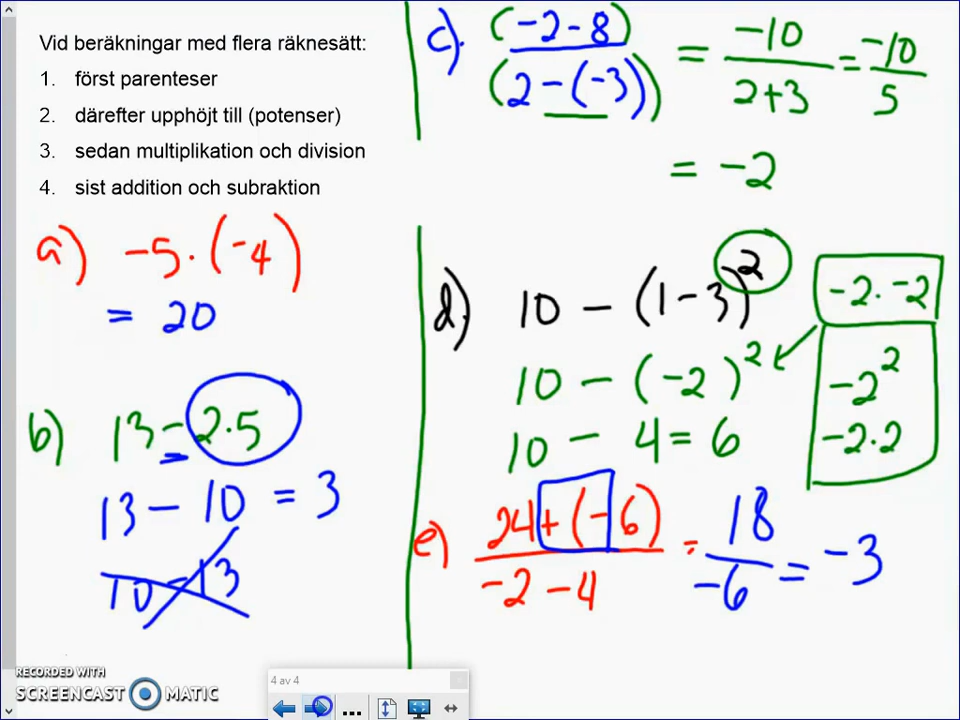 Vid beräkningar med flera räknesätt:
1. först parenteser
2. därefter upphöjt till (potenser)
3. sedan multiplikation och division
4. sist addition och subraktion
a) -5·(-4)
= 20
b) 13-2·5
13-10 = 3
10-13
c). (-2-8) / (2-(-3)) = -10 / 2+3 = -10 / 5
= -2
d). 10-(1-3)^2
10-(-2)^2
10-4=6
-2·-2
-2^2
-2·2
e) 24+(-6) / -2-4 = 18 / -6 = -3
RECORDED WITH
SCREENCAST MATIC
4 av 4